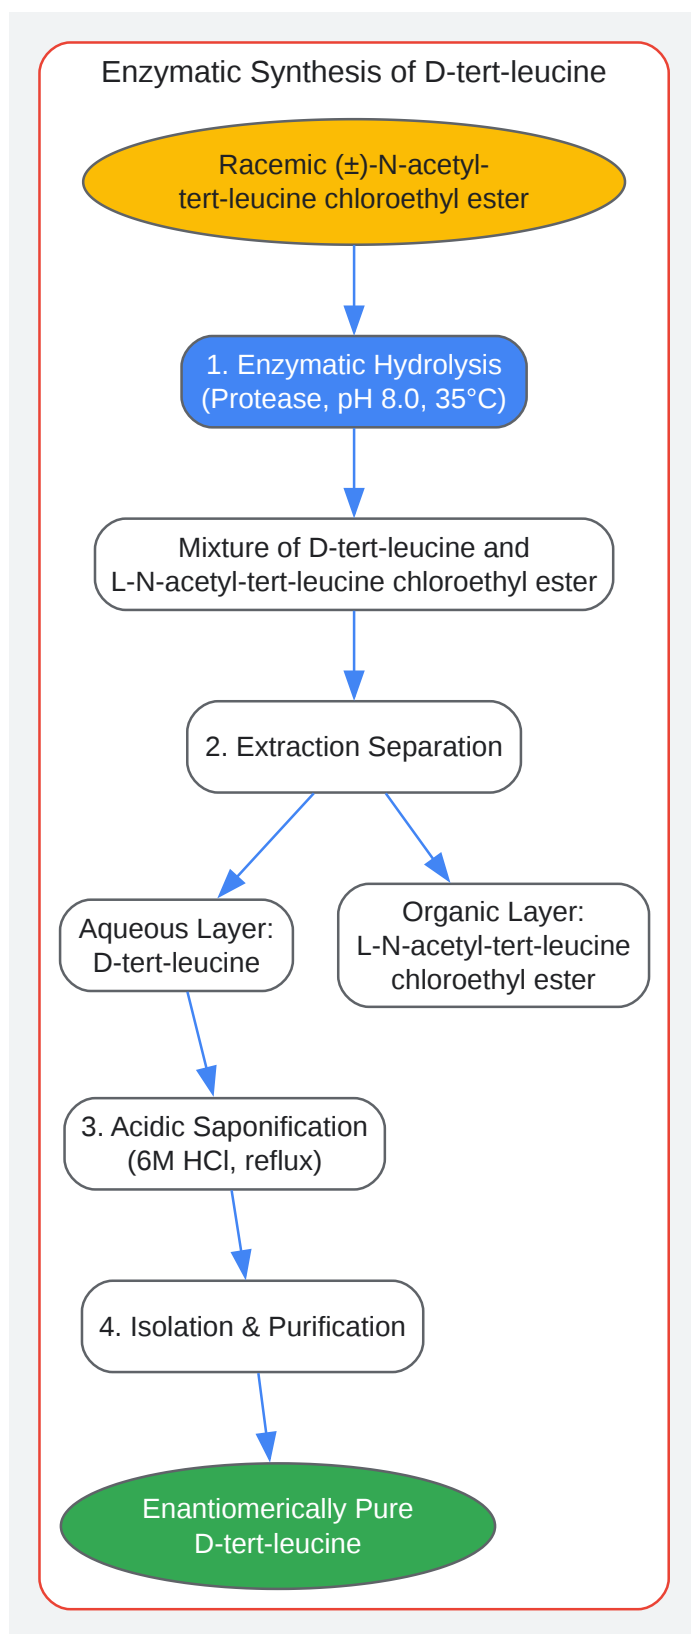 Enzymatic Synthesis of D-tert-leucine
Racemic (±)-N-acetyl-
tert-leucine chloroethyl ester
1. Enzymatic Hydrolysis
(Protease, pH 8.0, 35°C)
Mixture of D-tert-leucine and
L-N-acetyl-tert-leucine chloroethyl ester
2. Extraction Separation
Aqueous Layer:
D-tert-leucine
Organic Layer:
L-N-acetyl-tert-leucine
chloroethyl ester
3. Acidic Saponification
(6M HCl, reflux)
4. Isolation & Purification
Enantiomerically Pure
D-tert-leucine